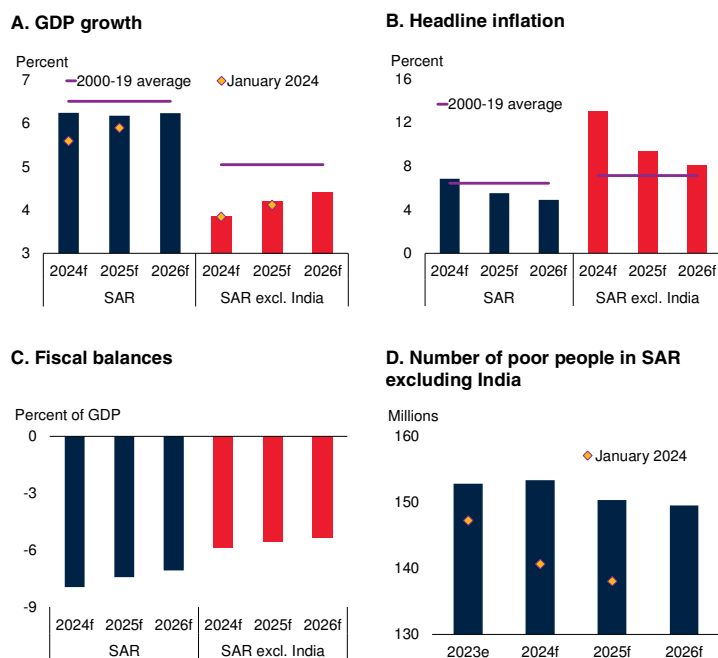 A. GDP growth
Percent
2000-19 average
January 2024
7
6
5
4
3
2024f 2025f 2026f 2024f 2025f 2026f
SAR
SAR excl. India
B. Headline inflation
Percent
16
2000-19 average
12
8
4
0
2024f 2025f 2026f 2024f 2025f 2026f
SAR
SAR excl. India
C. Fiscal balances
Percent of GDP
0
-3
-6
-9
2024f 2025f 2026f 2024f 2025f 2026f
SAR
SAR excl. India
D. Number of poor people in SAR
excluding India
Millions
160
January 2024
150
140
130
2023e 2024f 2025f 2026f